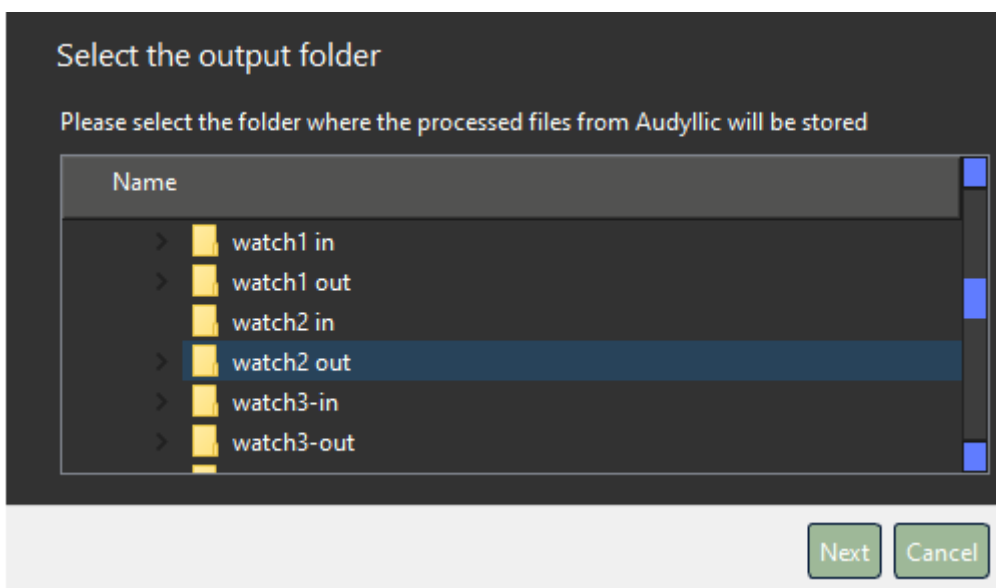 Select the output folder
Please select the folder where the processed files from Audyllic will be stored
Name
watch1 in
watch1 out
watch2 in
watch2 out
watch3-in
watch3-out
Next
Cancel